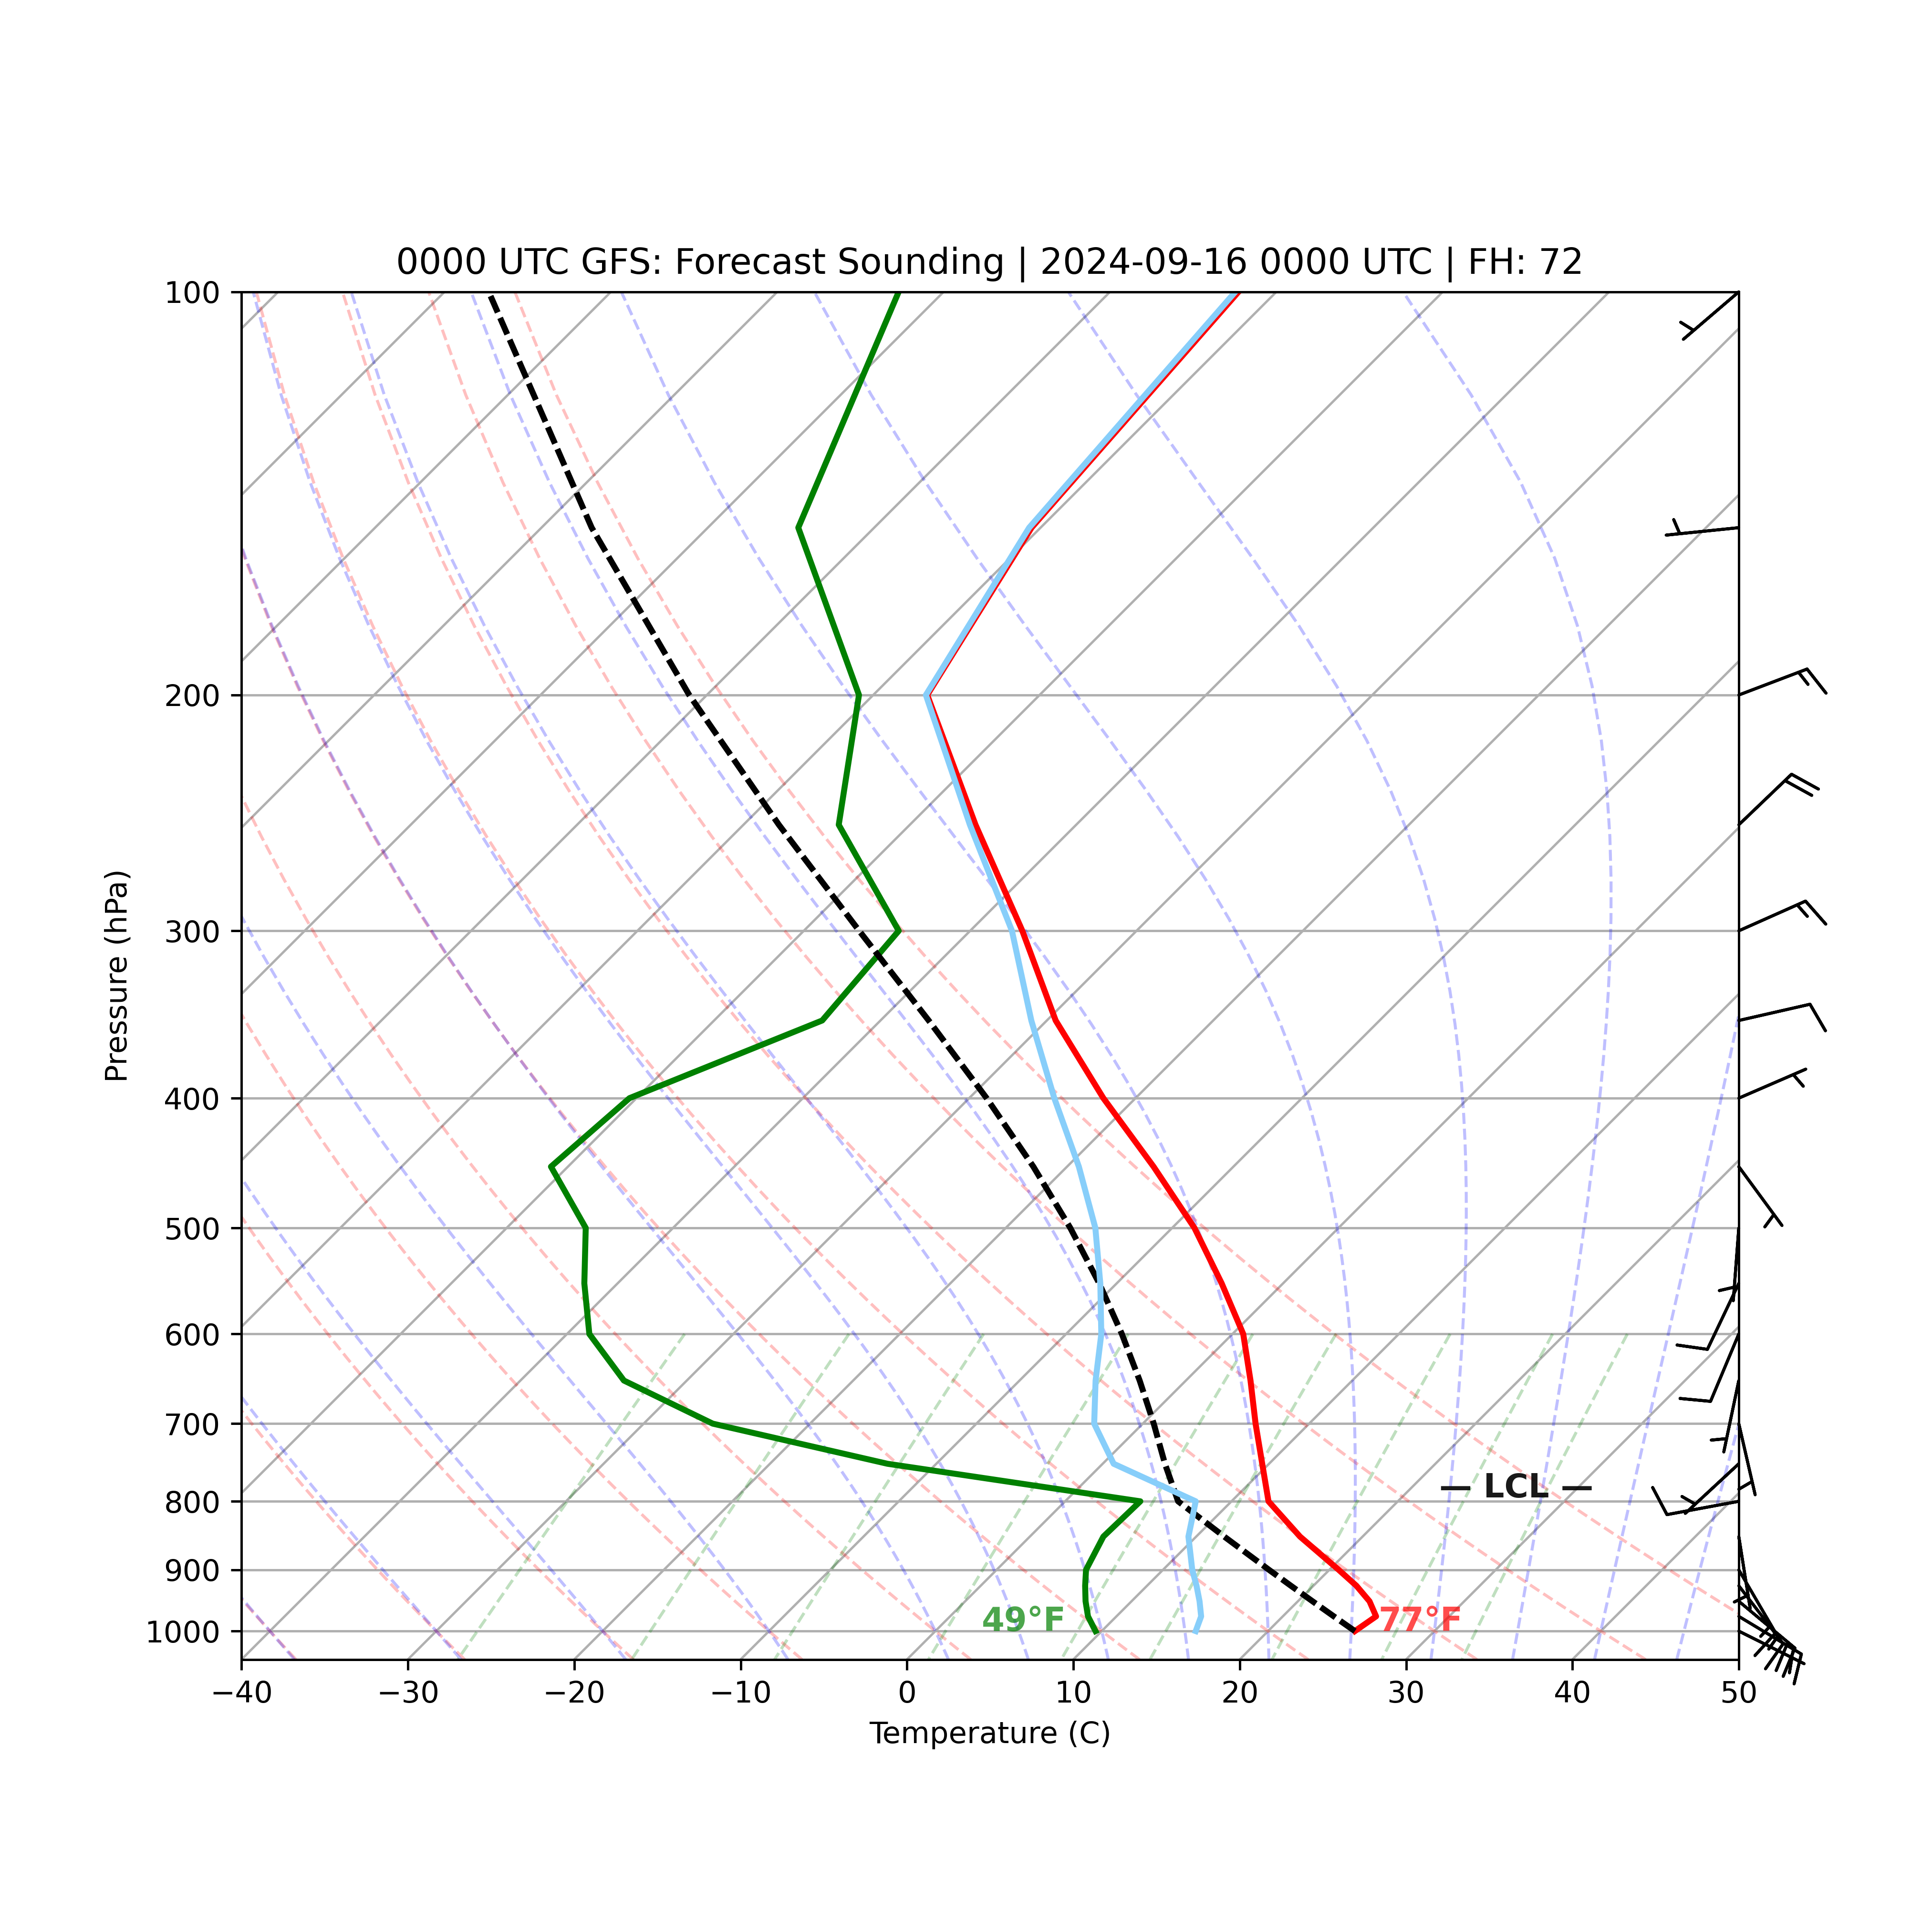 0000 UTC GFS: Forecast Sounding | 2024-09-16 0000 UTC | FH: 72
100
200
300
400
500
600
700
800
900
1000
Pressure (hPa)
— LCL —
49°F
77°F
−40 −30 −20 −10 0 10 20 30 40 50
Temperature (C)